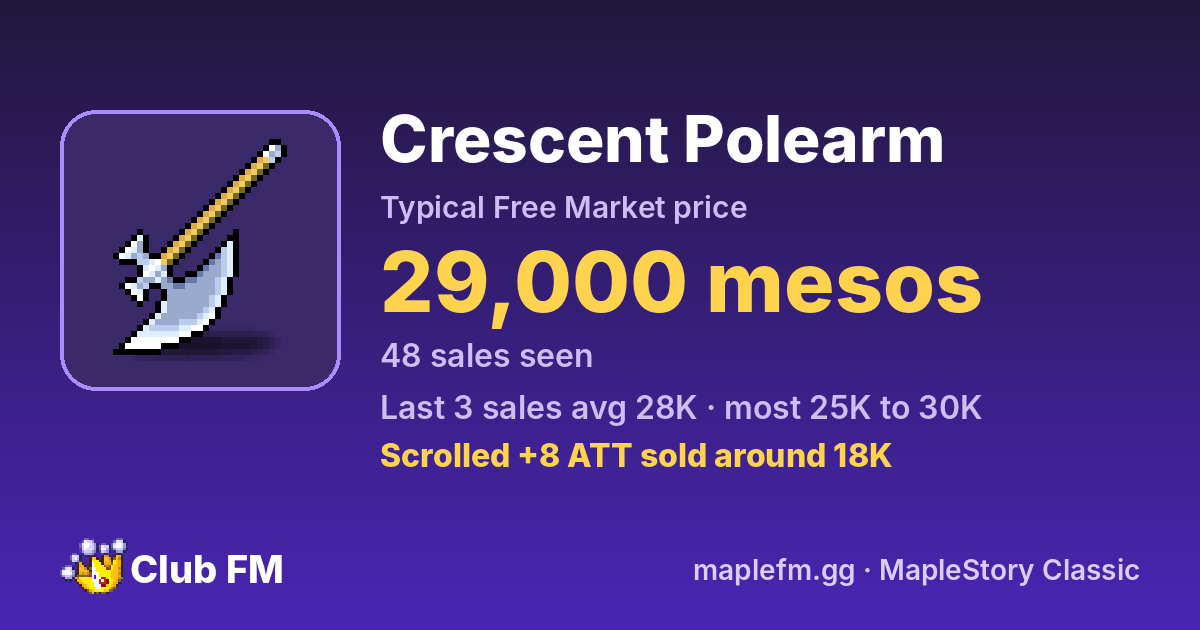 Crescent Polearm
Typical Free Market price
29,000 mesos
48 sales seen
Last 3 sales avg 28K · most 25K to 30K
Scrolled +8 ATT sold around 18K
Club FM
maplefm.gg · MapleStory Classic